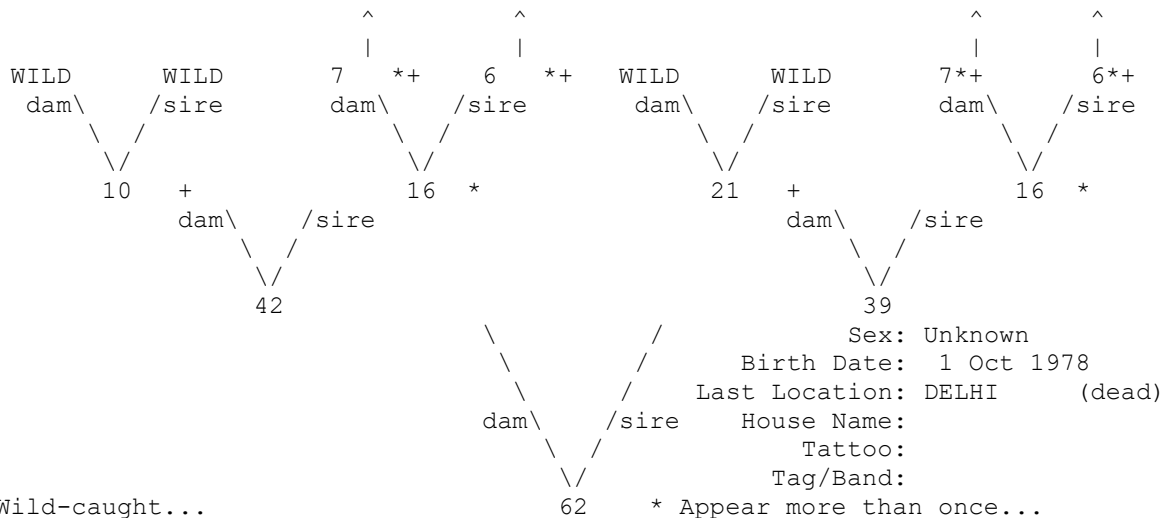 ^ ^ ^ ^
| | | |
WILD WILD 7 *+ 6 *+ WILD WILD 7*+ 6*+
dam\ /sire dam\ /sire dam\ /sire dam\ /sire
\ / \ / \ / \ /
\/ \/ \/ \/
10 + 16 * 21 + 16 *
dam\ /sire dam\ /sire
\ / \ /
\/ \/
42 39
\ / Sex: Unknown
\ / Birth Date: 1 Oct 1978
\ / Last Location: DELHI (dead)
dam\ /sire House Name:
\ / Tattoo:
\/ Tag/Band:
Wild-caught... 62 * Appear more than once...